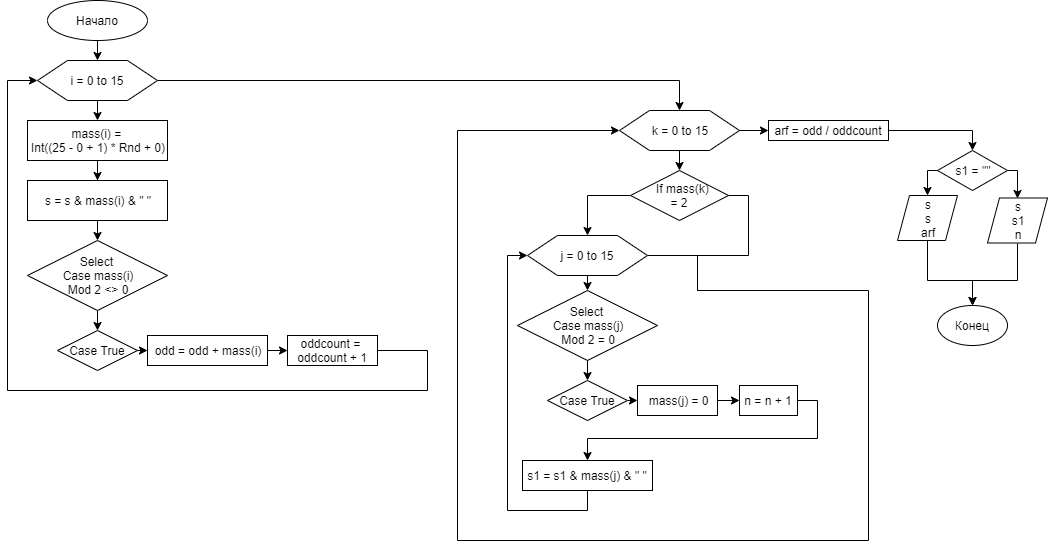 Начало
i = 0 to 15
mass(i) =
Int((25 - 0 + 1) * Rnd + 0)
s = s & mass(i) & " "
Select
Case mass(i)
Mod 2 <> 0
Case True
odd = odd + mass(i)
oddcount =
oddcount + 1
k = 0 to 15
If mass(k)
= 2
j = 0 to 15
Select
Case mass(j)
Mod 2 = 0
Case True
mass(j) = 0
n = n + 1
s1 = s1 & mass(j) & " "
arf = odd / oddcount
s1 = ""
s
s
arf
s
s1
n
Конец